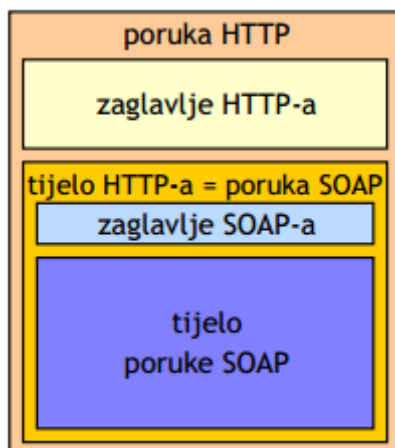 poruka HTTP
zaglavlje HTTP-a
tijelo HTTP-a = poruka SOAP
zaglavlje SOAP-a
tijelo
poruke SOAP